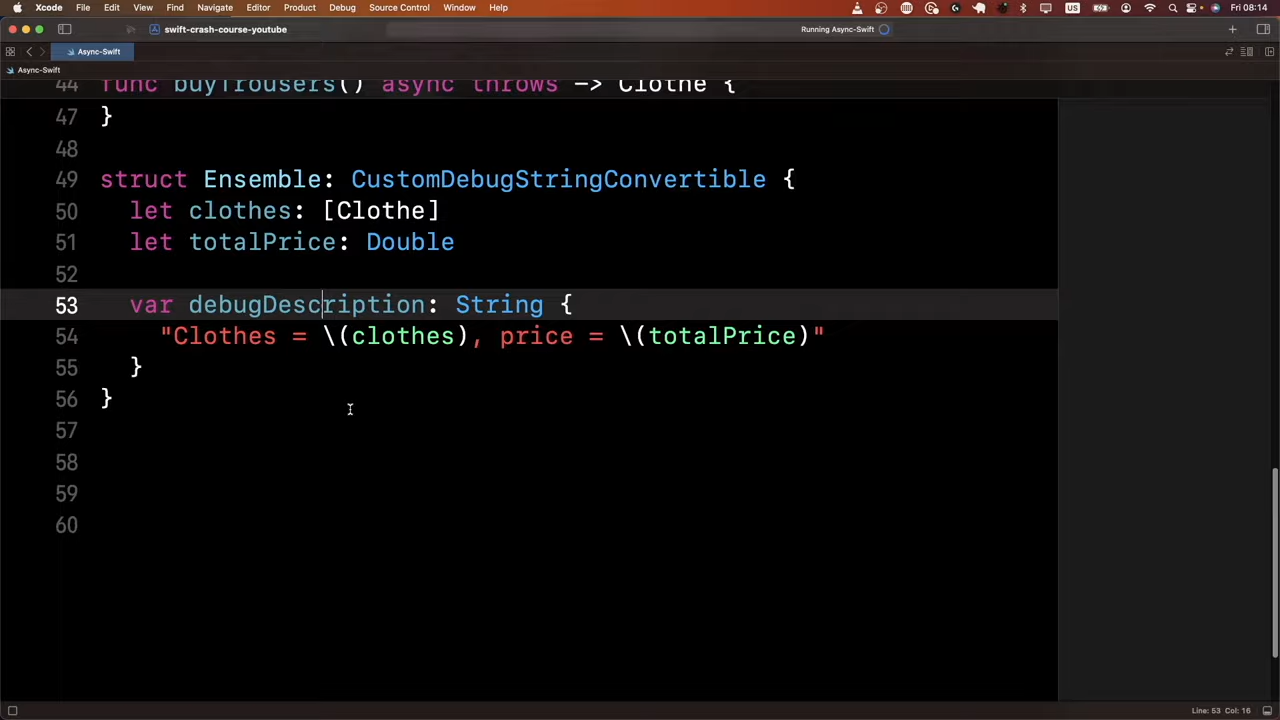 Xcode File Edit View Find Navigate Editor Product Debug Source Control Window Help US Fri 08:14
swift-crash-course-youtube Running Async-Swift
Async-Swift
Async-Swift
44 func buyTrousers() async throws -> Clothe {
47 }
48
49 struct Ensemble: CustomDebugStringConvertible {
50 let clothes: [Clothe]
51 let totalPrice: Double
52
53 var debugDescription: String {
54 "Clothes = \(clothes), price = \(totalPrice)"
55 }
56 }
57
58
59
60
Line: 53 Col: 16